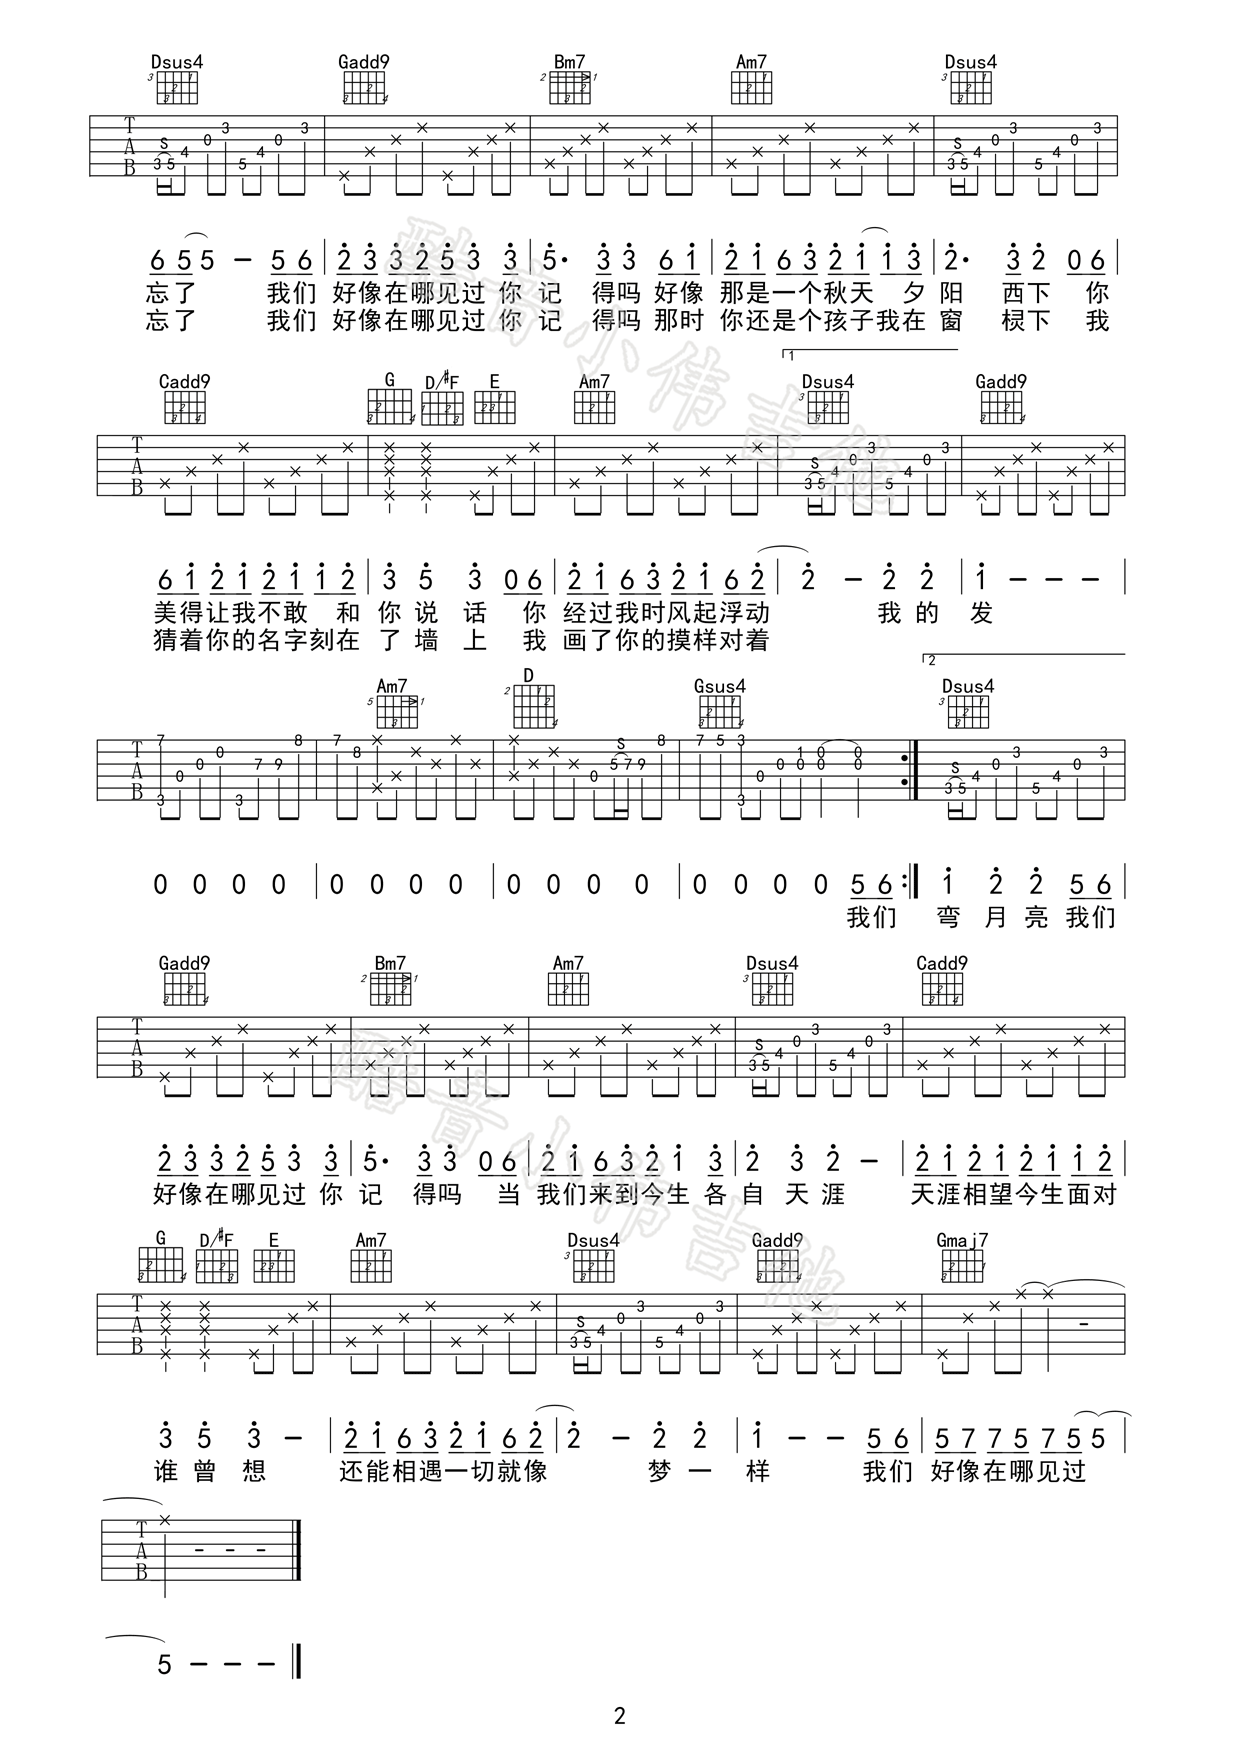 Dsus4 Gadd9 Bm7 Am7 Dsus4
6 5 5 — 5 6 | 2 3 3 2 5 3 3 | 5· 3 3 6 1 | 2 1 6 3 2 1 1 3 | 2· 3 2 0 6 |
忘了 我们 好像在哪见过 你 记 得吗 好像 那是一个秋天 夕 阳 西下 你
忘了 我们 好像在哪见过 你 记 得吗 那时 你还是个孩子我在 窗 棂下 我
Cadd9 G D/#F E Am7 1 Dsus4 Gadd9
6 1 2 1 2 1 1 2 | 3 5 3 0 6 | 2 1 6 3 2 1 6 2 | 2 — 2 2 | 1 — — —
美得让我不敢 和 你 说 话 你 经过我时风起浮动 我 的 发
猜着你的名字刻在 了 墙 上 我 画了你的摸样对着
Am7 D Gsus4 2 Dsus4
0 0 0 0 | 0 0 0 0 | 0 0 0 0 | 0 0 0 0 5 6 :| 1 2 2 5 6 |
我们 弯 月 亮 我们
Gadd9 Bm7 Am7 Dsus4 Cadd9
2 3 3 2 5 3 3 | 5· 3 3 0 6 | 2 1 6 3 2 1 3 | 2 3 2 — | 2 1 2 1 2 1 1 2
好像在哪见过 你 记 得吗 当 我们来到今生 各 自 天 涯 天涯相望今生面对
G D/#F E Am7 Dsus4 Gadd9 Gmaj7
3 5 3 — | 2 1 6 3 2 1 6 2 | 2 — 2 2 | 1 — — 5 6 | 5 7 7 5 7 5 5 |
谁 曾 想 还能相遇一切就像 梦 一 样 我们 好像在哪见过
5 — — —
酷音小伟吉他
酷音小伟吉他
2